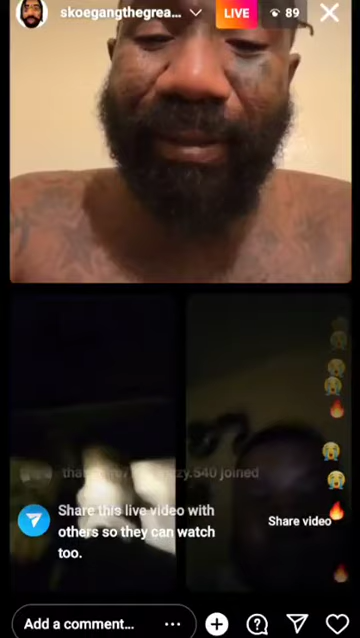 skoegangthegrea...
LIVE
89
joined
Share this live video with
others so they can watch
too.
Share video
Add a comment...